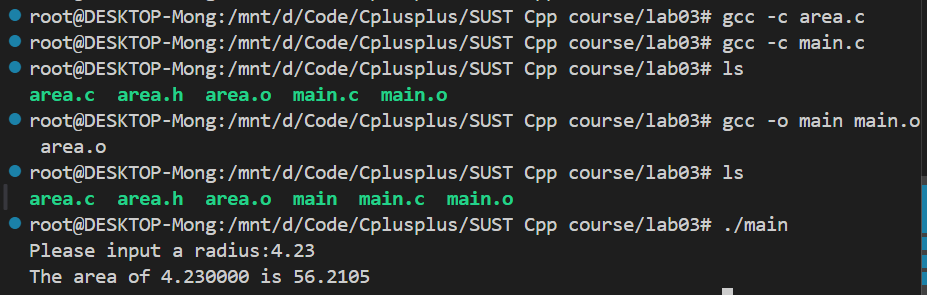 root@DESKTOP-Mong:/mnt/d/Code/Cplusplus/SUST Cpp course/lab03# gcc -c area.c
root@DESKTOP-Mong:/mnt/d/Code/Cplusplus/SUST Cpp course/lab03# gcc -c main.c
root@DESKTOP-Mong:/mnt/d/Code/Cplusplus/SUST Cpp course/lab03# ls
area.c  area.h  area.o  main.c  main.o
root@DESKTOP-Mong:/mnt/d/Code/Cplusplus/SUST Cpp course/lab03# gcc -o main main.o
 area.o
root@DESKTOP-Mong:/mnt/d/Code/Cplusplus/SUST Cpp course/lab03# ls
area.c  area.h  area.o  main  main.c  main.o
root@DESKTOP-Mong:/mnt/d/Code/Cplusplus/SUST Cpp course/lab03# ./main
Please input a radius:4.23
The area of 4.230000 is 56.2105